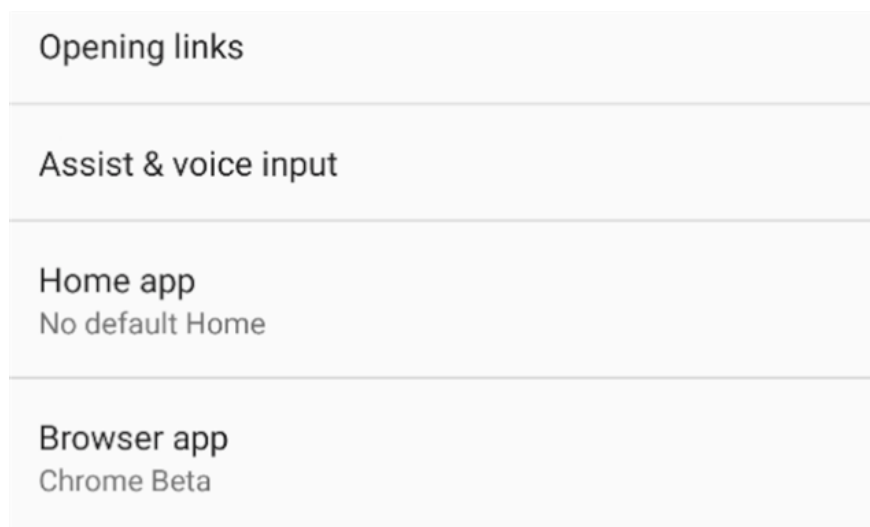 Opening links
Assist & voice input
Home app
No default Home
Browser app
Chrome Beta